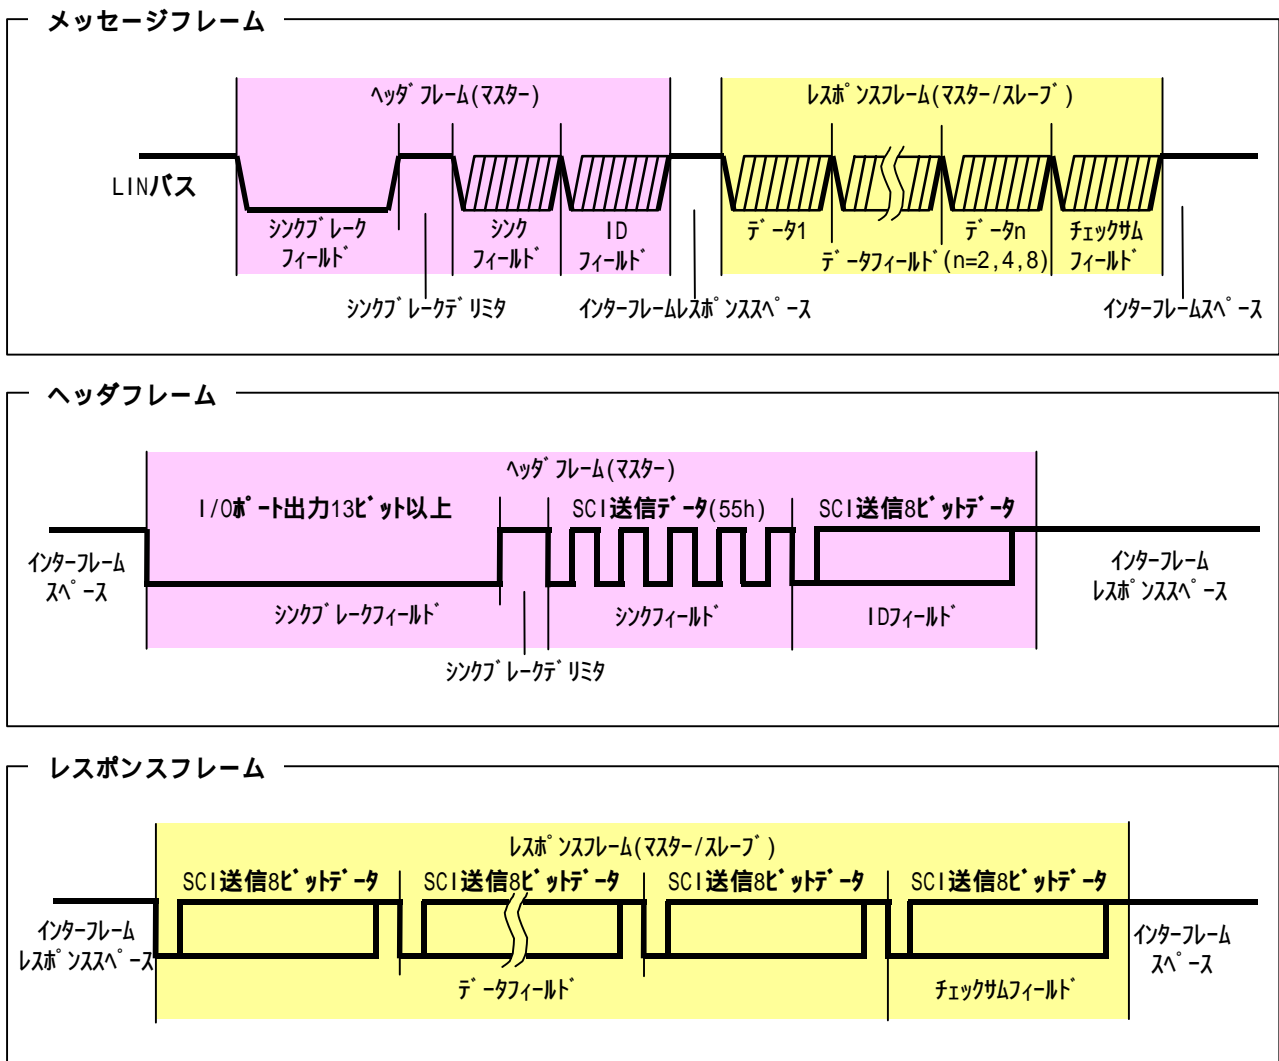 メッセージフレーム
ヘッダフレーム(マスター)
レスポンスフレーム(マスター/スレーブ)
LINバス
シンクブレーク
フィールド
シンク
フィールド
ID
フィールド
データ1
データn
データフィールド(n=2,4,8)
チェックサム
フィールド
シンクブレークデリミタ
インターフレームレスポンススペース
インターフレームスペース
ヘッダフレーム
ヘッダフレーム(マスター)
I/Oポート出力13ビット以上
SCI送信データ(55h)
SCI送信8ビットデータ
インターフレーム
スペース
シンクブレークフィールド
シンクフィールド
IDフィールド
インターフレーム
レスポンススペース
シンクブレークデリミタ
レスポンスフレーム
レスポンスフレーム(マスター/スレーブ)
SCI送信8ビットデータ
SCI送信8ビットデータ
SCI送信8ビットデータ
SCI送信8ビットデータ
インターフレーム
レスポンススペース
データフィールド
チェックサムフィールド
インターフレーム
スペース